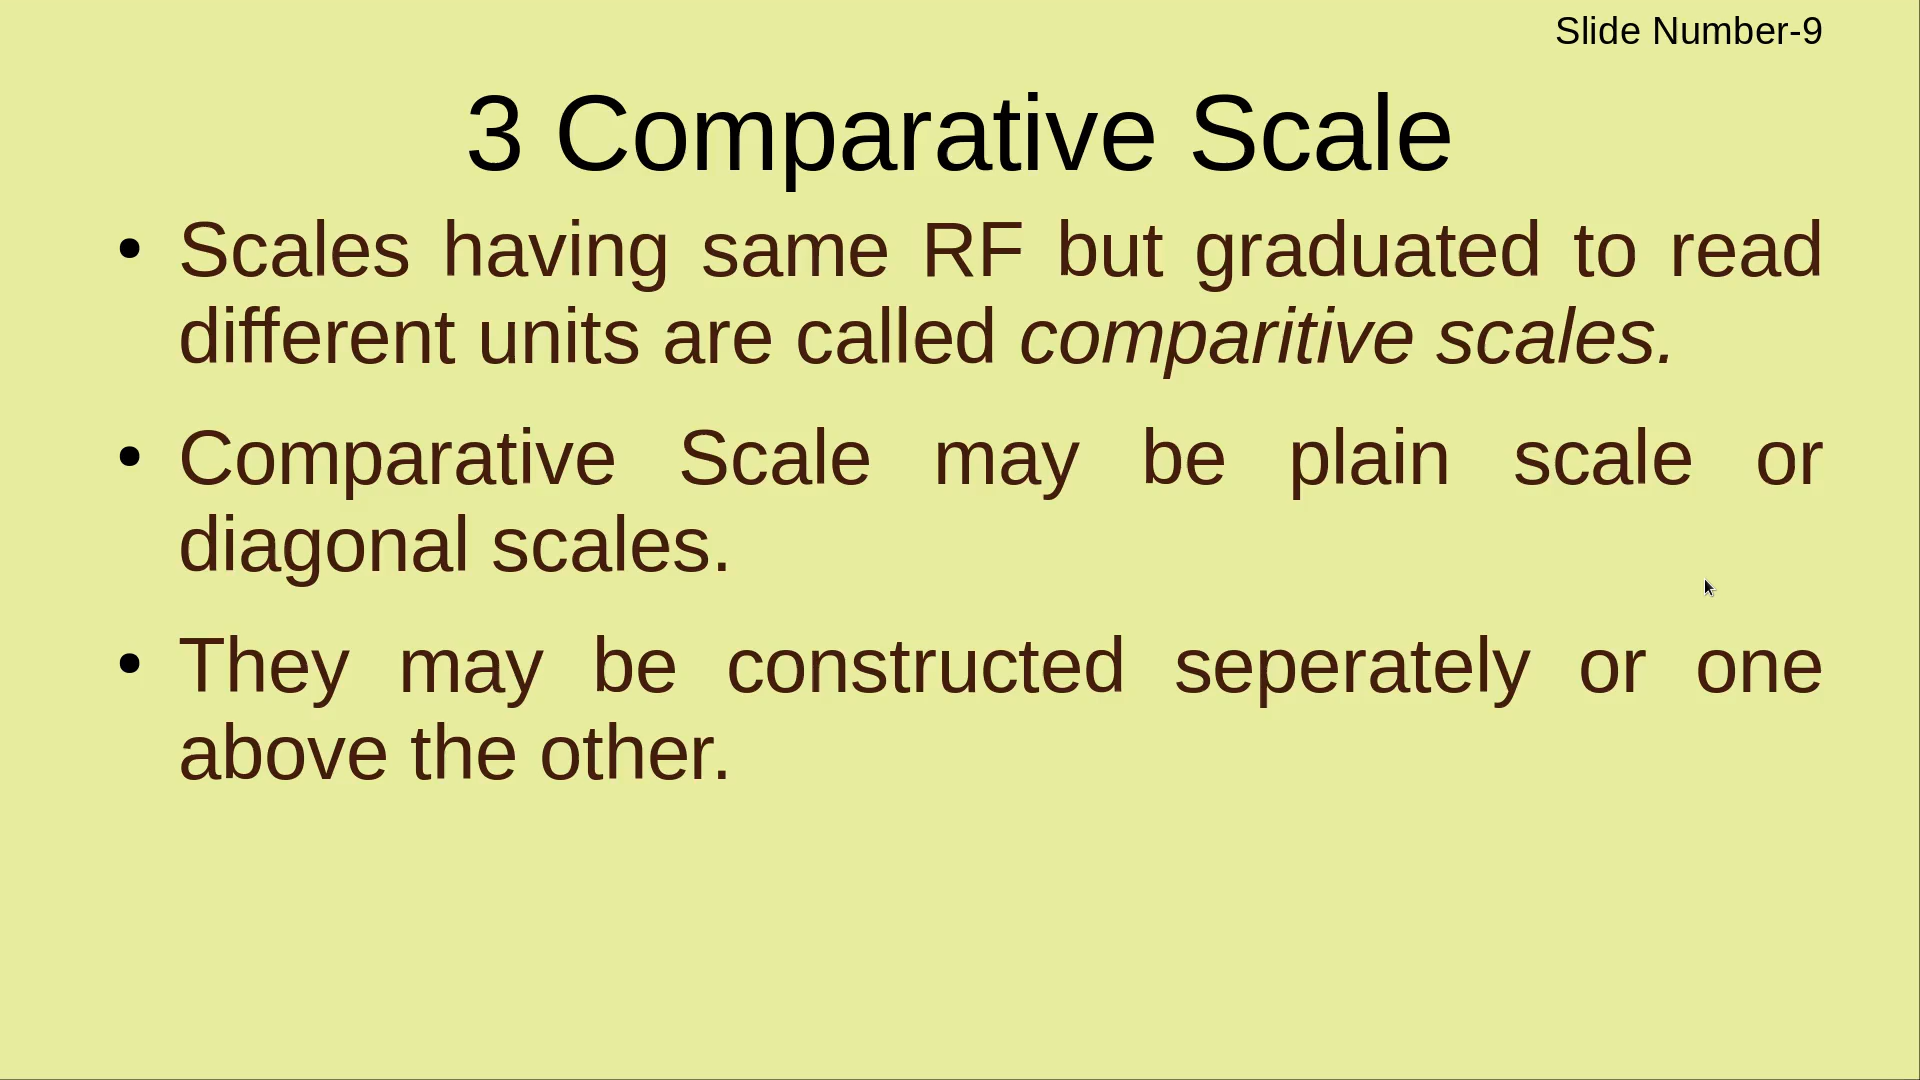 Slide Number-9
3 Comparative Scale
• Scales having same RF but graduated to read
different units are called comparitive scales.
• Comparative Scale may be plain scale or
diagonal scales.
• They may be constructed seperately or one
above the other.